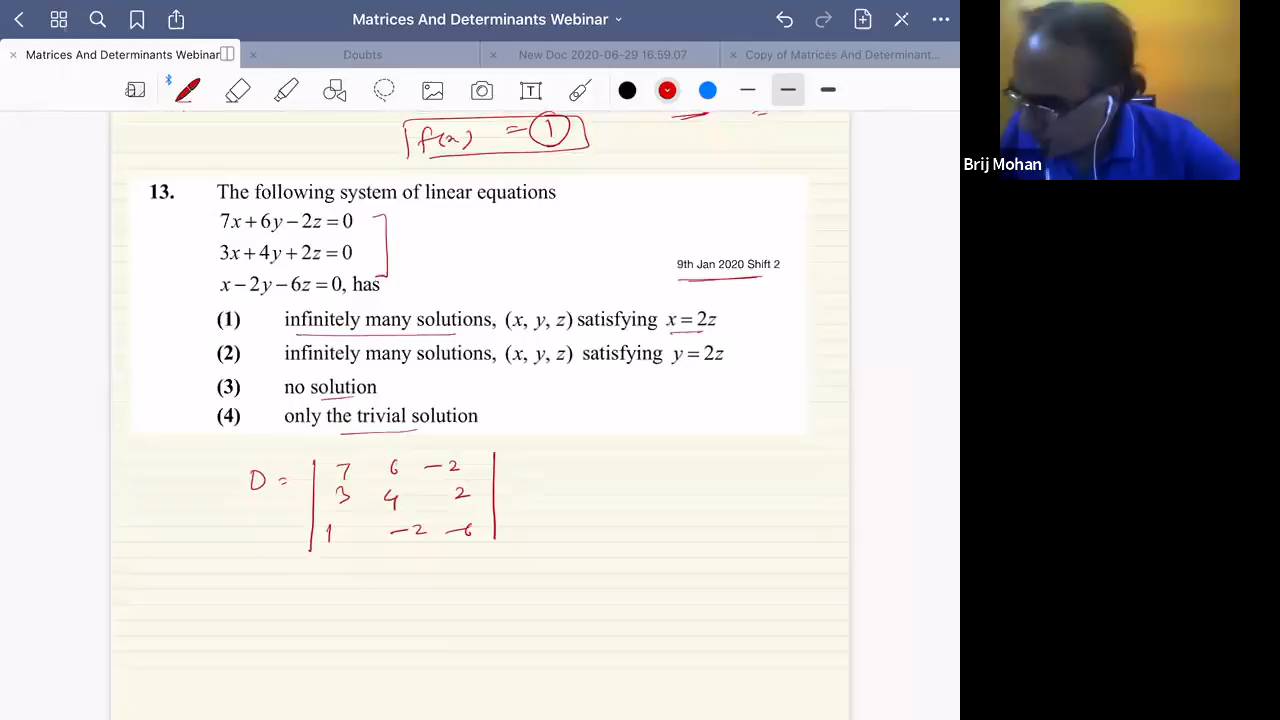 Matrices And Determinants Webinar
Matrices And Determinants Webinar
Doubts
New Doc 2020-06-29 16.59.07
Copy of Matrices And Determinant...
T
f(x) = 1
Brij Mohan
13. The following system of linear equations
7x + 6y − 2z = 0
3x + 4y + 2z = 0
x − 2y − 6z = 0, has
9th Jan 2020 Shift 2
(1) infinitely many solutions, (x, y, z) satisfying x = 2z
(2) infinitely many solutions, (x, y, z) satisfying y = 2z
(3) no solution
(4) only the trivial solution
D = | 7 6 −2 |
3 4 2
1 −2 −6